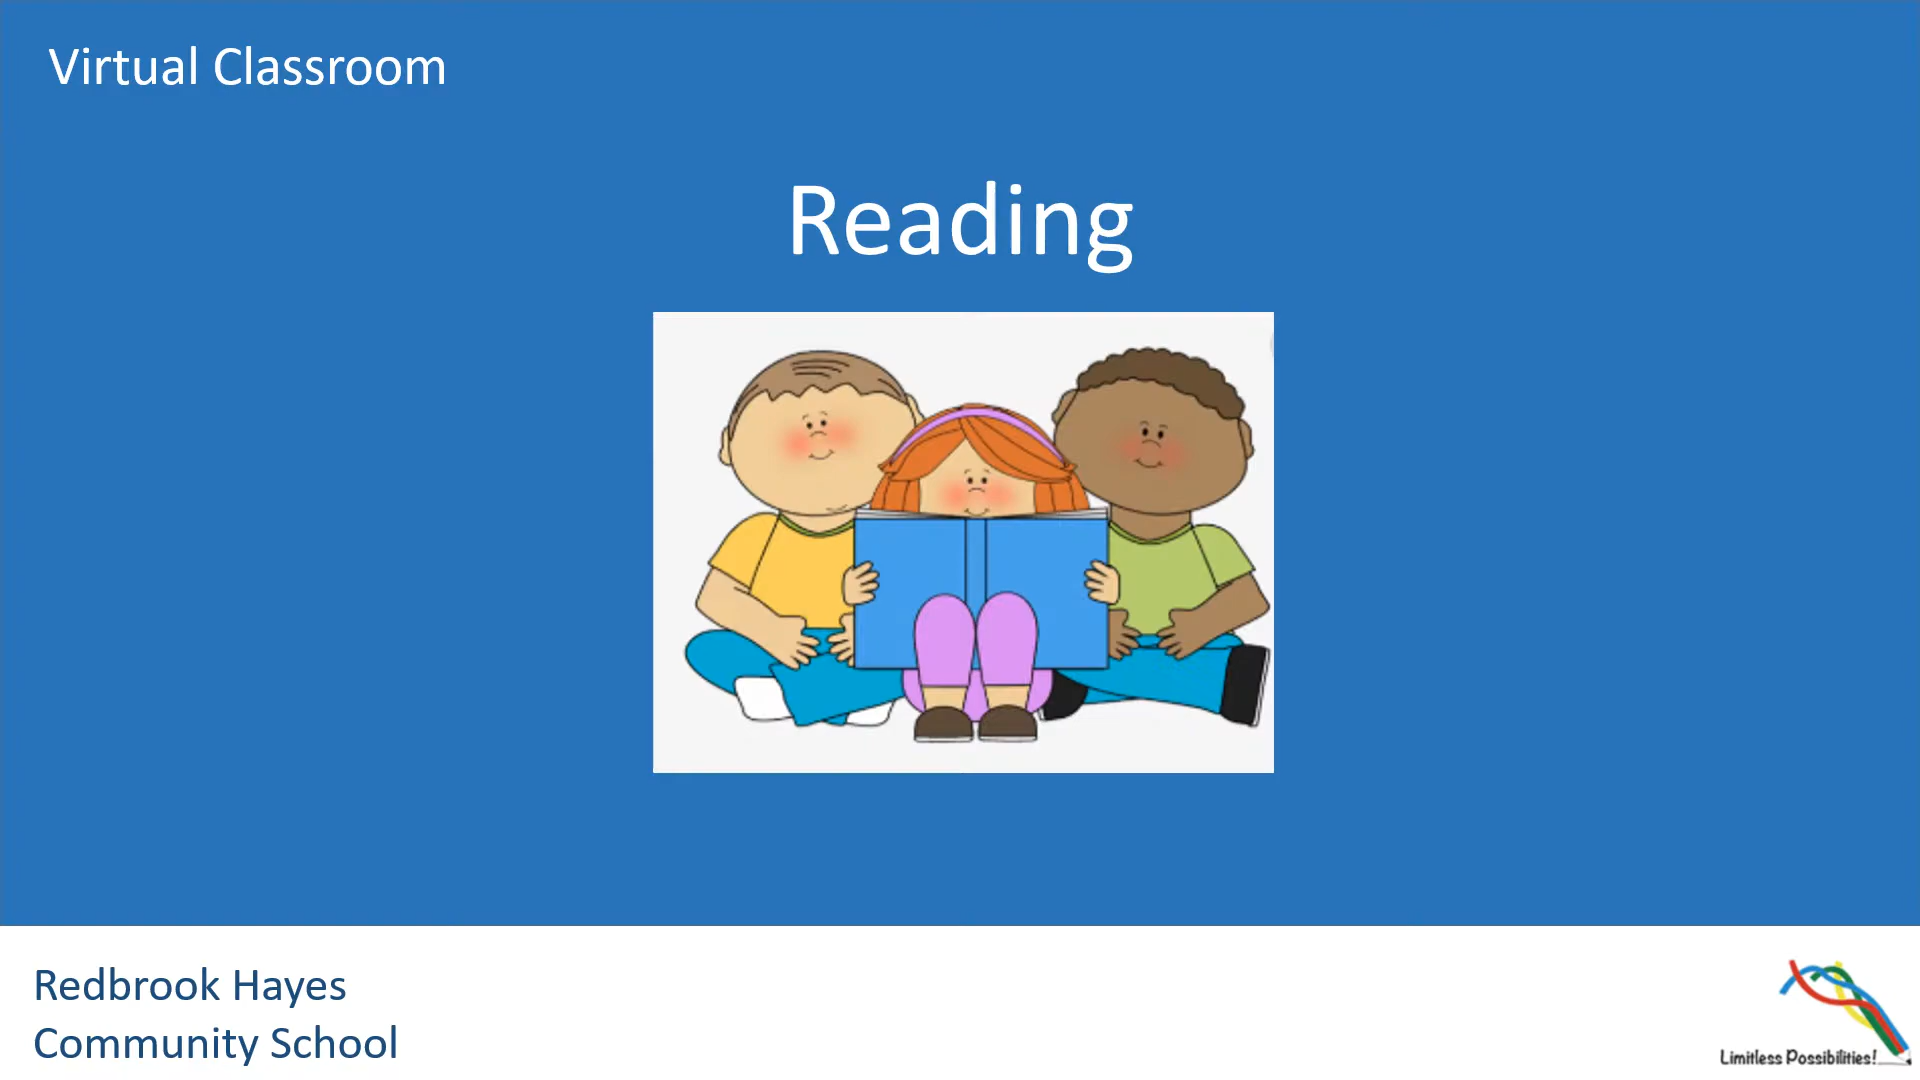 Virtual Classroom
Reading
Redbrook Hayes
Community School
Limitless Possibilities!